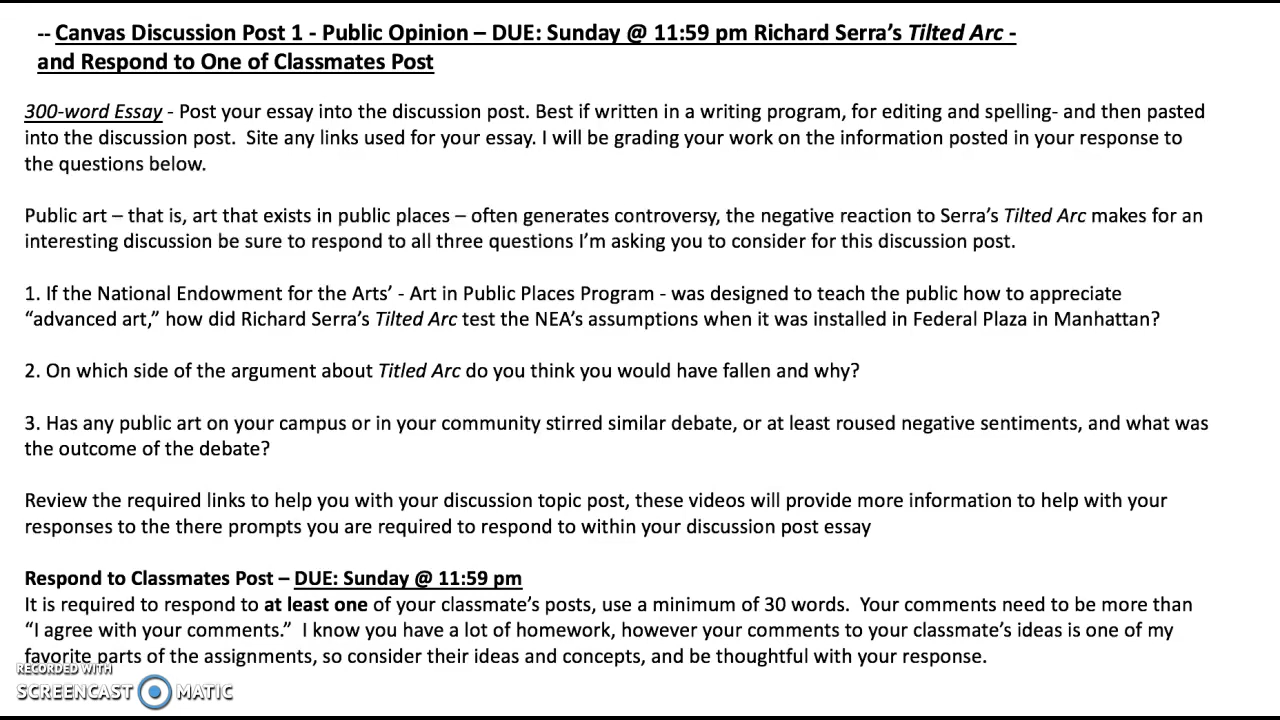 -- Canvas Discussion Post 1 - Public Opinion – DUE: Sunday @ 11:59 pm Richard Serra’s Tilted Arc -
and Respond to One of Classmates Post
300-word Essay - Post your essay into the discussion post. Best if written in a writing program, for editing and spelling- and then pasted
into the discussion post.  Site any links used for your essay. I will be grading your work on the information posted in your response to
the questions below.
Public art – that is, art that exists in public places – often generates controversy, the negative reaction to Serra’s Tilted Arc makes for an
interesting discussion be sure to respond to all three questions I’m asking you to consider for this discussion post.
1. If the National Endowment for the Arts’ - Art in Public Places Program - was designed to teach the public how to appreciate
“advanced art,” how did Richard Serra’s Tilted Arc test the NEA’s assumptions when it was installed in Federal Plaza in Manhattan?
2. On which side of the argument about Titled Arc do you think you would have fallen and why?
3. Has any public art on your campus or in your community stirred similar debate, or at least roused negative sentiments, and what was
the outcome of the debate?
Review the required links to help you with your discussion topic post, these videos will provide more information to help with your
responses to the there prompts you are required to respond to within your discussion post essay
Respond to Classmates Post – DUE: Sunday @ 11:59 pm
It is required to respond to at least one of your classmate’s posts, use a minimum of 30 words.  Your comments need to be more than
“I agree with your comments.”  I know you have a lot of homework, however your comments to your classmate’s ideas is one of my
favorite parts of the assignments, so consider their ideas and concepts, and be thoughtful with your response.
RECORDED WITH
SCREENCAST MATIC